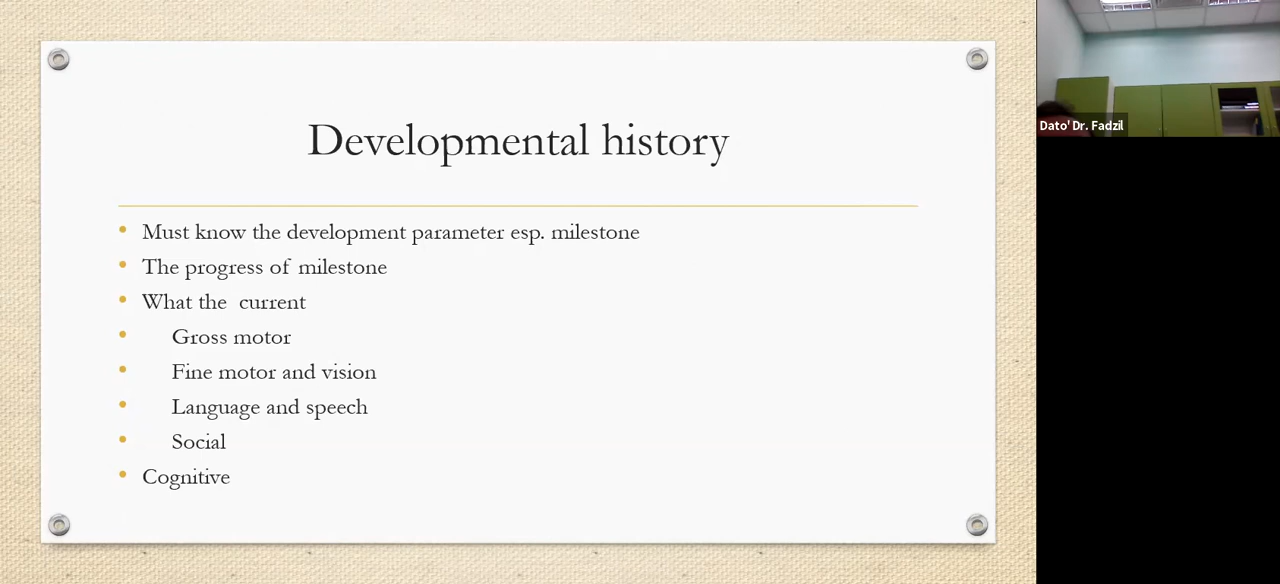 Developmental history
Must know the development parameter esp. milestone
The progress of milestone
What the current
Gross motor
Fine motor and vision
Language and speech
Social
Cognitive
Dato' Dr. Fadzil